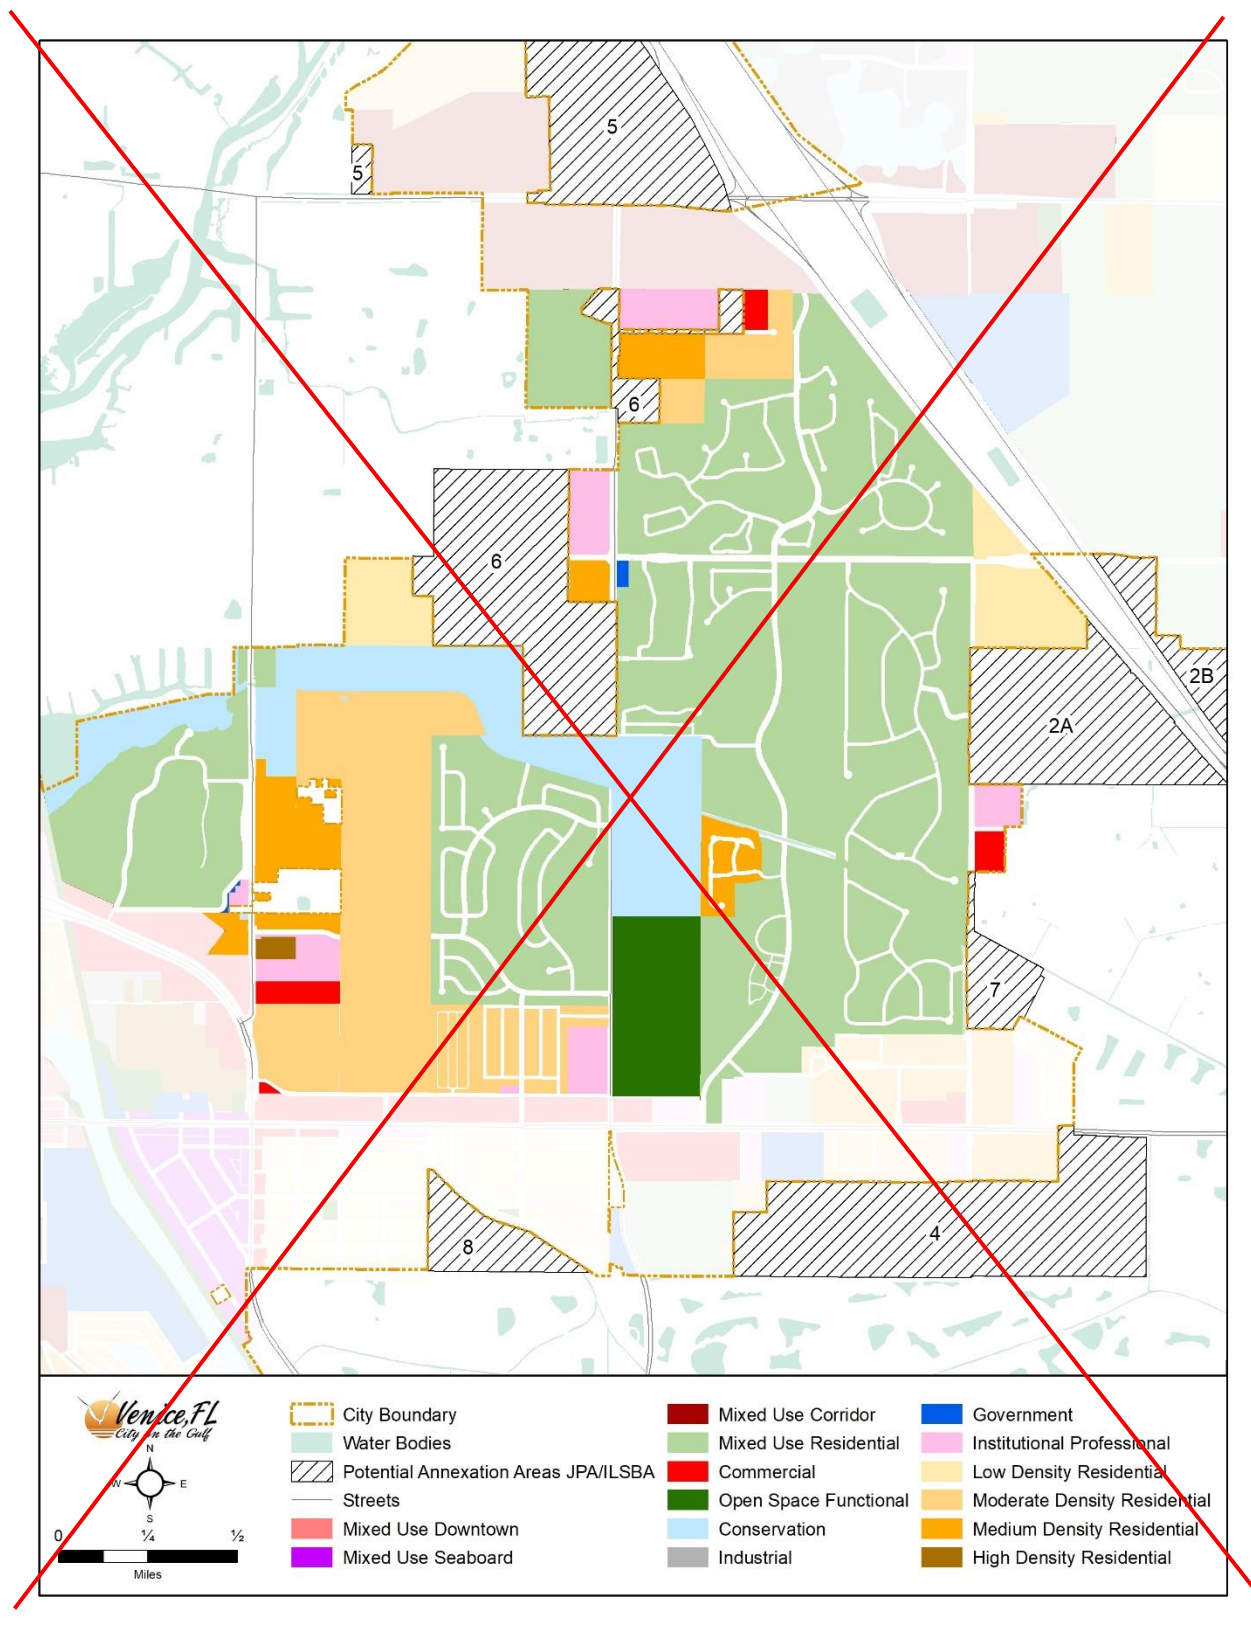 5
5
6
6
2B
2A
7
4
8
Venice, FL
City on the Gulf
N
W E
S
0 ¼ ½
Miles
City Boundary
Water Bodies
Potential Annexation Areas JPA/ILSBA
Streets
Mixed Use Downtown
Mixed Use Seaboard
Mixed Use Corridor
Mixed Use Residential
Commercial
Open Space Functional
Conservation
Industrial
Government
Institutional Professional
Low Density Residential
Moderate Density Residential
Medium Density Residential
High Density Residential